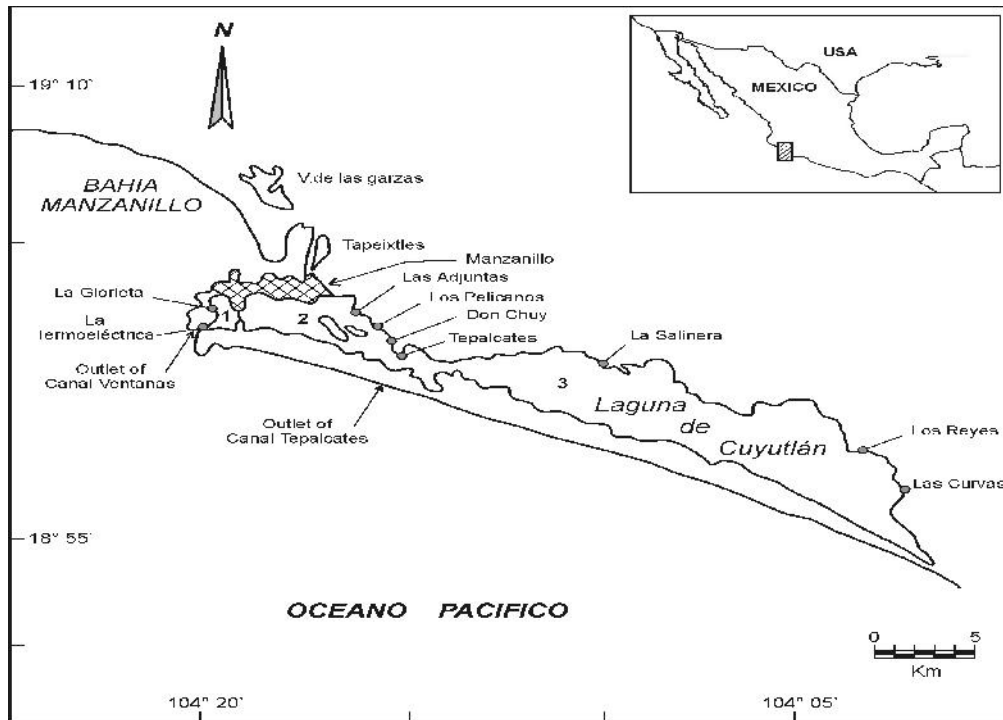 19° 10`
N
USA
MEXICO
BAHIA
MANZANILLO
V.de las garzas
Tapeixtles
Manzanillo
Las Adjuntas
La Glorieta
Los Pelicanos
Don Chuy
La
Termoeléctrica
1
2
Tepalcates
La Salinera
Outlet of
Canal Ventanas
3
Laguna
de
Cuyutlán
Outlet of
Canal Tepalcates
Los Reyes
Las Curvas
18° 55`
OCEANO PACIFICO
0 5
Km
104° 20`
104° 05`